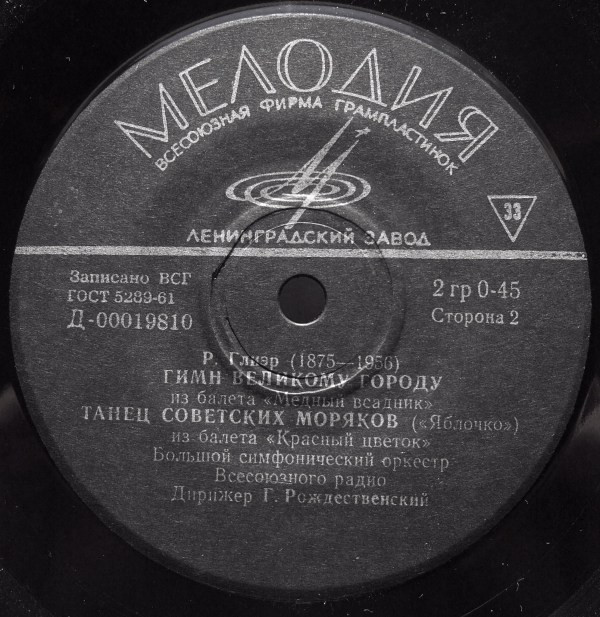 МЕЛОДИЯ
ВСЕСОЮЗНАЯ ФИРМА ГРАМПЛАСТИНОК
33
ЛЕНИНГРАДСКИЙ ЗАВОД
Записано ВСГ
ГОСТ 5289-61
Д-00019810
2 гр 0-45
Сторона 2
Р. Глиэр (1875—1956)
ГИМН ВЕЛИКОМУ ГОРОДУ
из балета «Медный всадник»
ТАНЕЦ СОВЕТСКИХ МОРЯКОВ («Яблочко»)
из балета «Красный цветок»
Большой симфонический оркестр
Всесоюзного радио
Дирижер Г. Рождественский